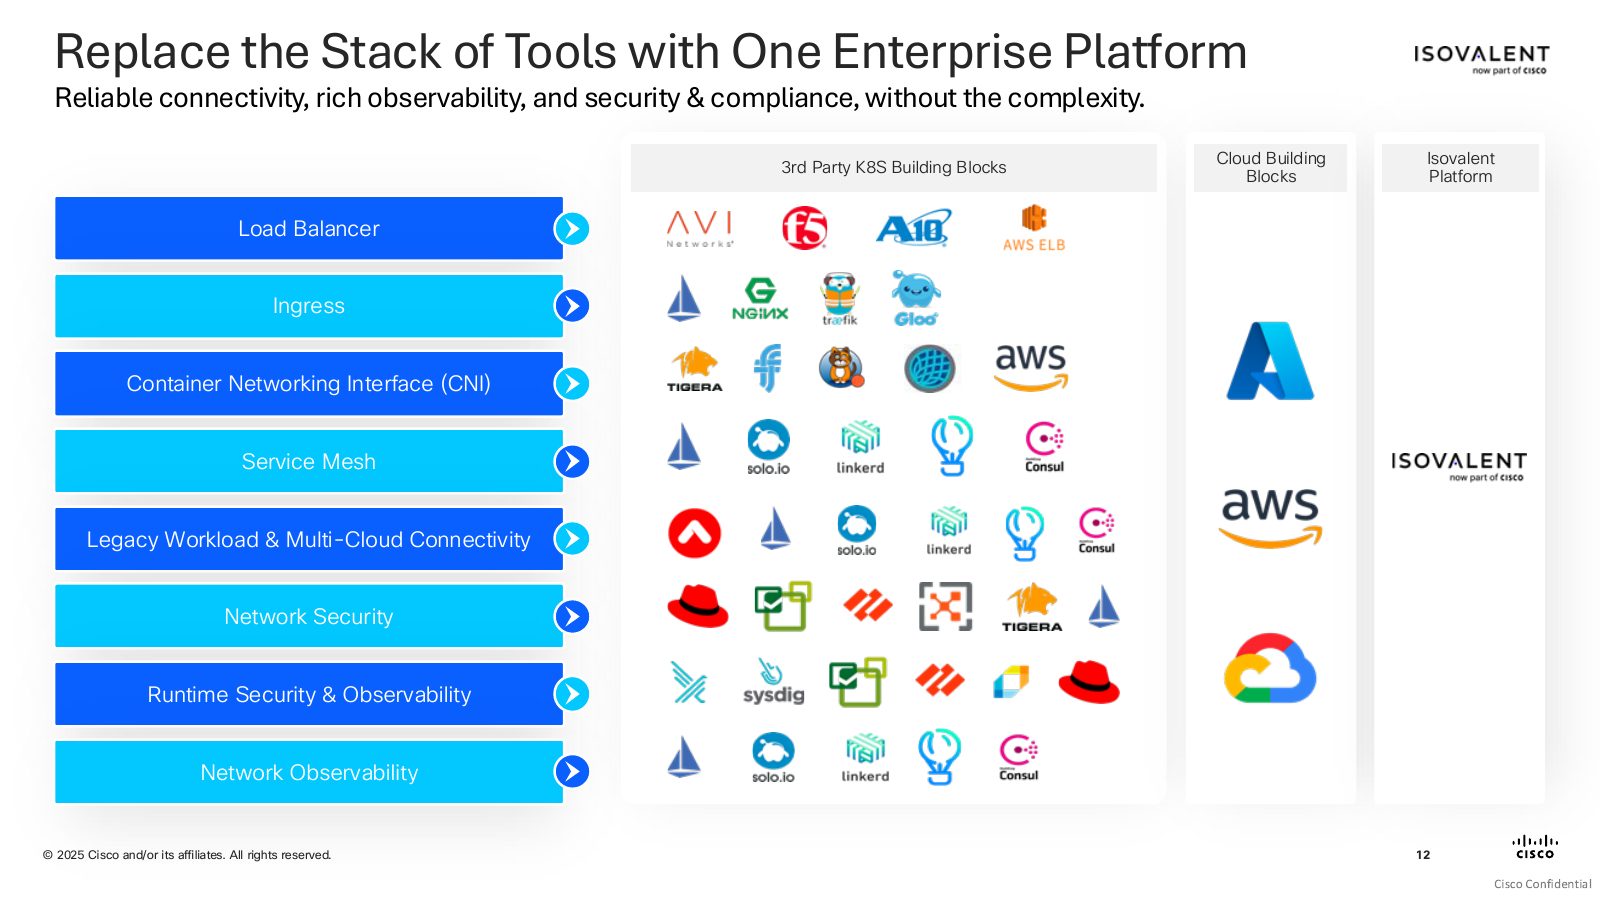 Replace the Stack of Tools with One Enterprise Platform
Reliable connectivity, rich observability, and security & compliance, without the complexity.
ISOVALENT
now part of CISCO
3rd Party K8S Building Blocks
Cloud Building
Blocks
Isovalent
Platform
Load Balancer
AVI
Networks
f5
A10
AWS ELB
Ingress
NGINX
træfik
Gloo
Container Networking Interface (CNI)
TIGERA
aws
Service Mesh
solo.io
linkerd
Consul
Legacy Workload & Multi-Cloud Connectivity
solo.io
linkerd
Consul
Network Security
TIGERA
Runtime Security & Observability
sysdig
Network Observability
solo.io
linkerd
Consul
aws
ISOVALENT
now part of CISCO
© 2025 Cisco and/or its affiliates. All rights reserved.
12
CISCO
Cisco Confidential